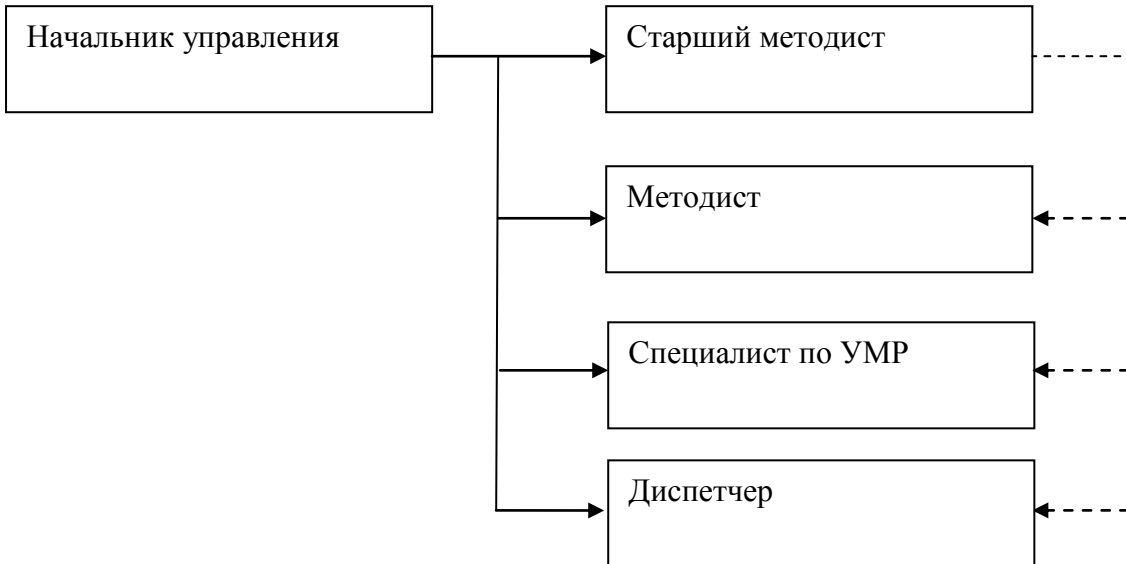 Начальник управления
Старший методист
Методист
Специалист по УМР
Диспетчер